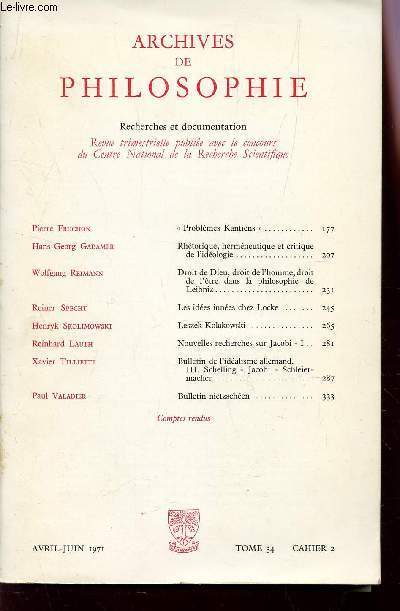 Le-livre.com
ARCHIVES
DE
PHILOSOPHIE
Recherches et documentation
Revue trimestrielle publiée avec le concours
du Centre National de la Recherche Scientifique
Pierre FRUCHON « Problèmes Kantiens » ............ 177
Hans Georg GADAMER Rhétorique, herméneutique et critique
de l'idéologie .................... 207
Wolfgang REIMANN Droit de Dieu, droit de l'homme, droit
de l'être dans la philosophie de
Leibniz ......................... 231
Rainer SPECHT Les idées innées chez Locke ....... 245
Henryk SKOLIMOWSKI Leszek Kolakowski ............... 265
Reinhard LAUTH Nouvelles recherches sur Jacobi - I .. 281
Xavier TILLIETTE Bulletin de l'idéalisme allemand.
III. Schelling - Jacobi - Schleier-
macher ......................... 287
Paul VALADIER Bulletin nietzschéen ............. 333
Comptes rendus
AVRIL-JUIN 1971 TOME 34 CAHIER 2